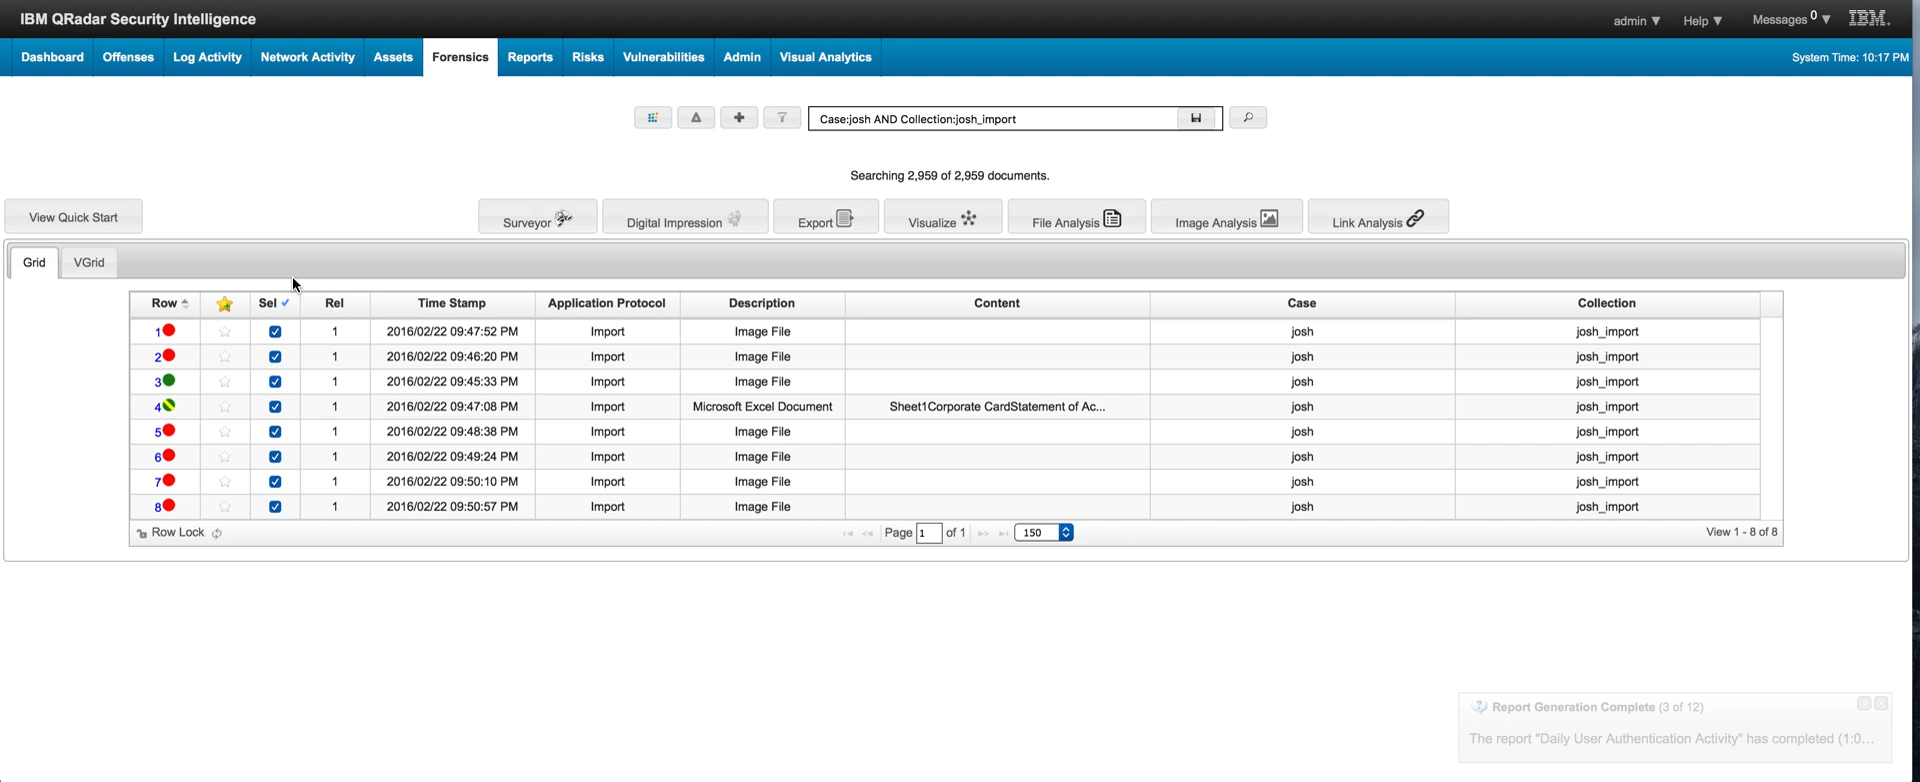 IBM QRadar Security Intelligence
admin ▼ Help ▼ Messages 0 ▼ IBM.
Dashboard Offenses Log Activity Network Activity Assets Forensics Reports Risks Vulnerabilities Admin Visual Analytics System Time: 10:17 PM
Case:josh AND Collection:josh_import
Searching 2,959 of 2,959 documents.
View Quick Start Surveyor Digital Impression Export Visualize File Analysis Image Analysis Link Analysis
Grid VGrid
Row Sel Rel Time Stamp Application Protocol Description Content Case Collection
1 1 2016/02/22 09:47:52 PM Import Image File josh josh_import
2 1 2016/02/22 09:46:20 PM Import Image File josh josh_import
3 1 2016/02/22 09:45:33 PM Import Image File josh josh_import
4 1 2016/02/22 09:47:08 PM Import Microsoft Excel Document Sheet1Corporate CardStatement of Ac... josh josh_import
5 1 2016/02/22 09:48:38 PM Import Image File josh josh_import
6 1 2016/02/22 09:49:24 PM Import Image File josh josh_import
7 1 2016/02/22 09:50:10 PM Import Image File josh josh_import
8 1 2016/02/22 09:50:57 PM Import Image File josh josh_import
Row Lock Page 1 of 1 150 View 1 - 8 of 8
Report Generation Complete (3 of 12)
The report "Daily User Authentication Activity" has completed (1:0...